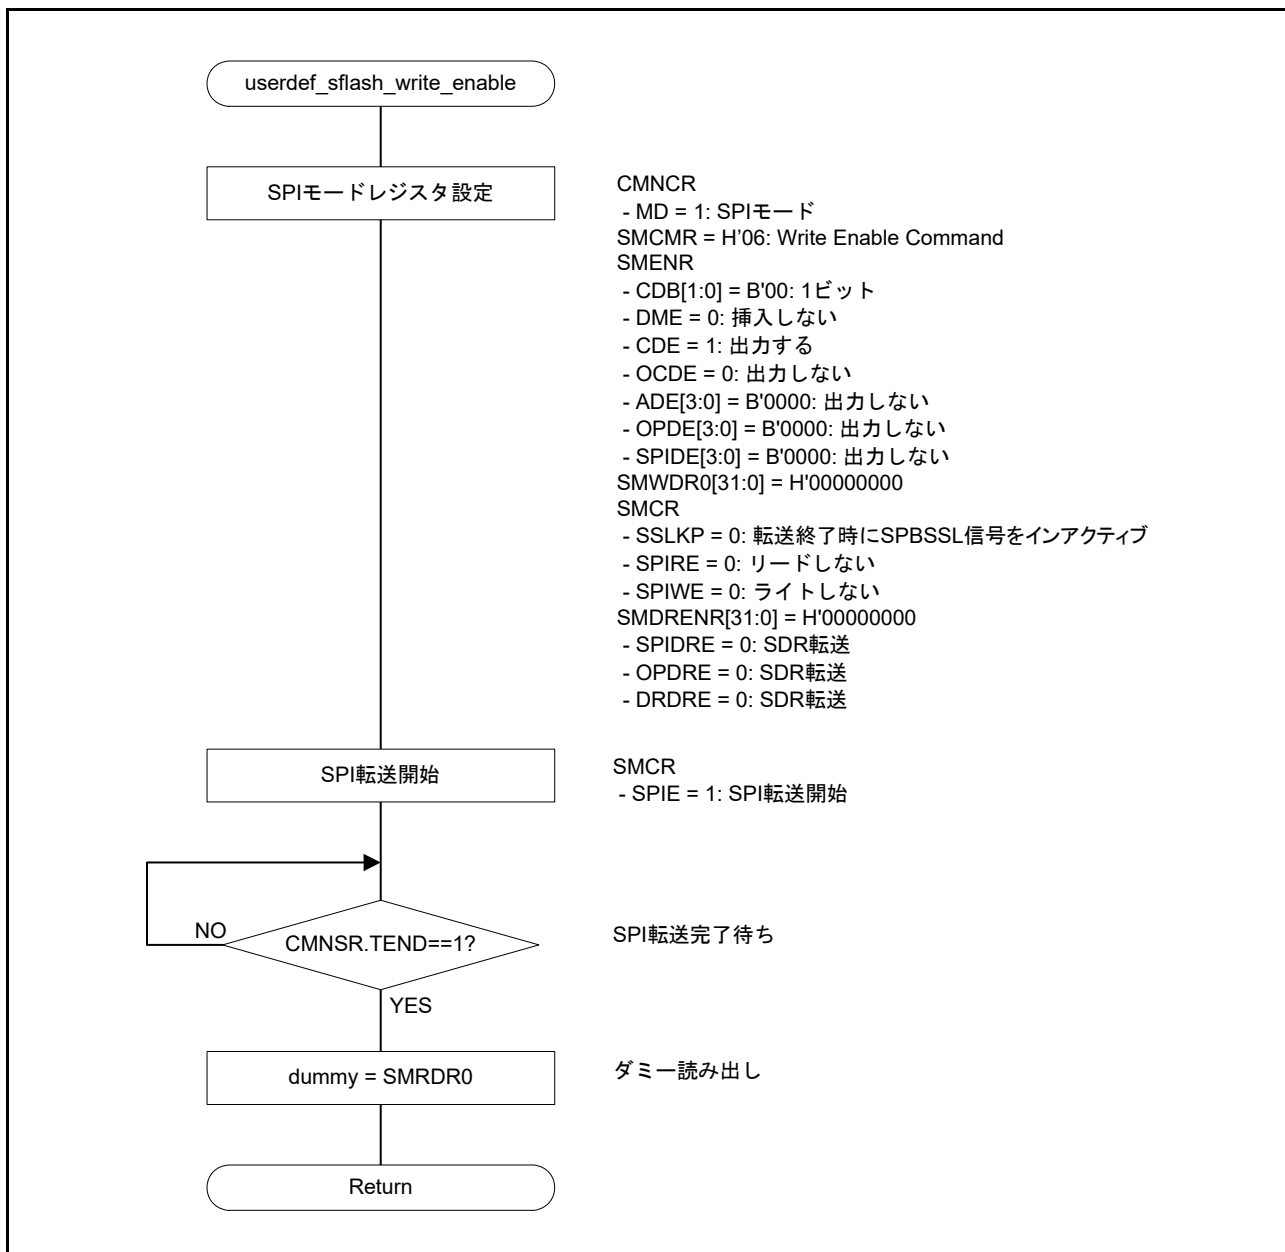 userdef_sflash_write_enable
SPIモードレジスタ設定
CMNCR
- MD = 1: SPIモード
SMCMR = H’06: Write Enable Command
SMENR
- CDB[1:0] = B'00: 1ビット
- DME = 0: 挿入しない
- CDE = 1: 出力する
- OCDE = 0: 出力しない
- ADE[3:0] = B'0000: 出力しない
- OPDE[3:0] = B'0000: 出力しない
- SPIDE[3:0] = B'0000: 出力しない
SMWDR0[31:0] = H'00000000
SMCR
- SSLKP = 0: 転送終了時にSPBSSL信号をインアクティブ
- SPIRE = 0: リードしない
- SPIWE = 0: ライトしない
SMDRENR[31:0] = H'00000000
- SPIDRE = 0: SDR転送
- OPDRE = 0: SDR転送
- DRDRE = 0: SDR転送
SPI転送開始
SMCR
- SPIE = 1: SPI転送開始
NO
CMNSR.TEND==1?
SPI転送完了待ち
YES
dummy = SMRDR0
ダミー読み出し
Return